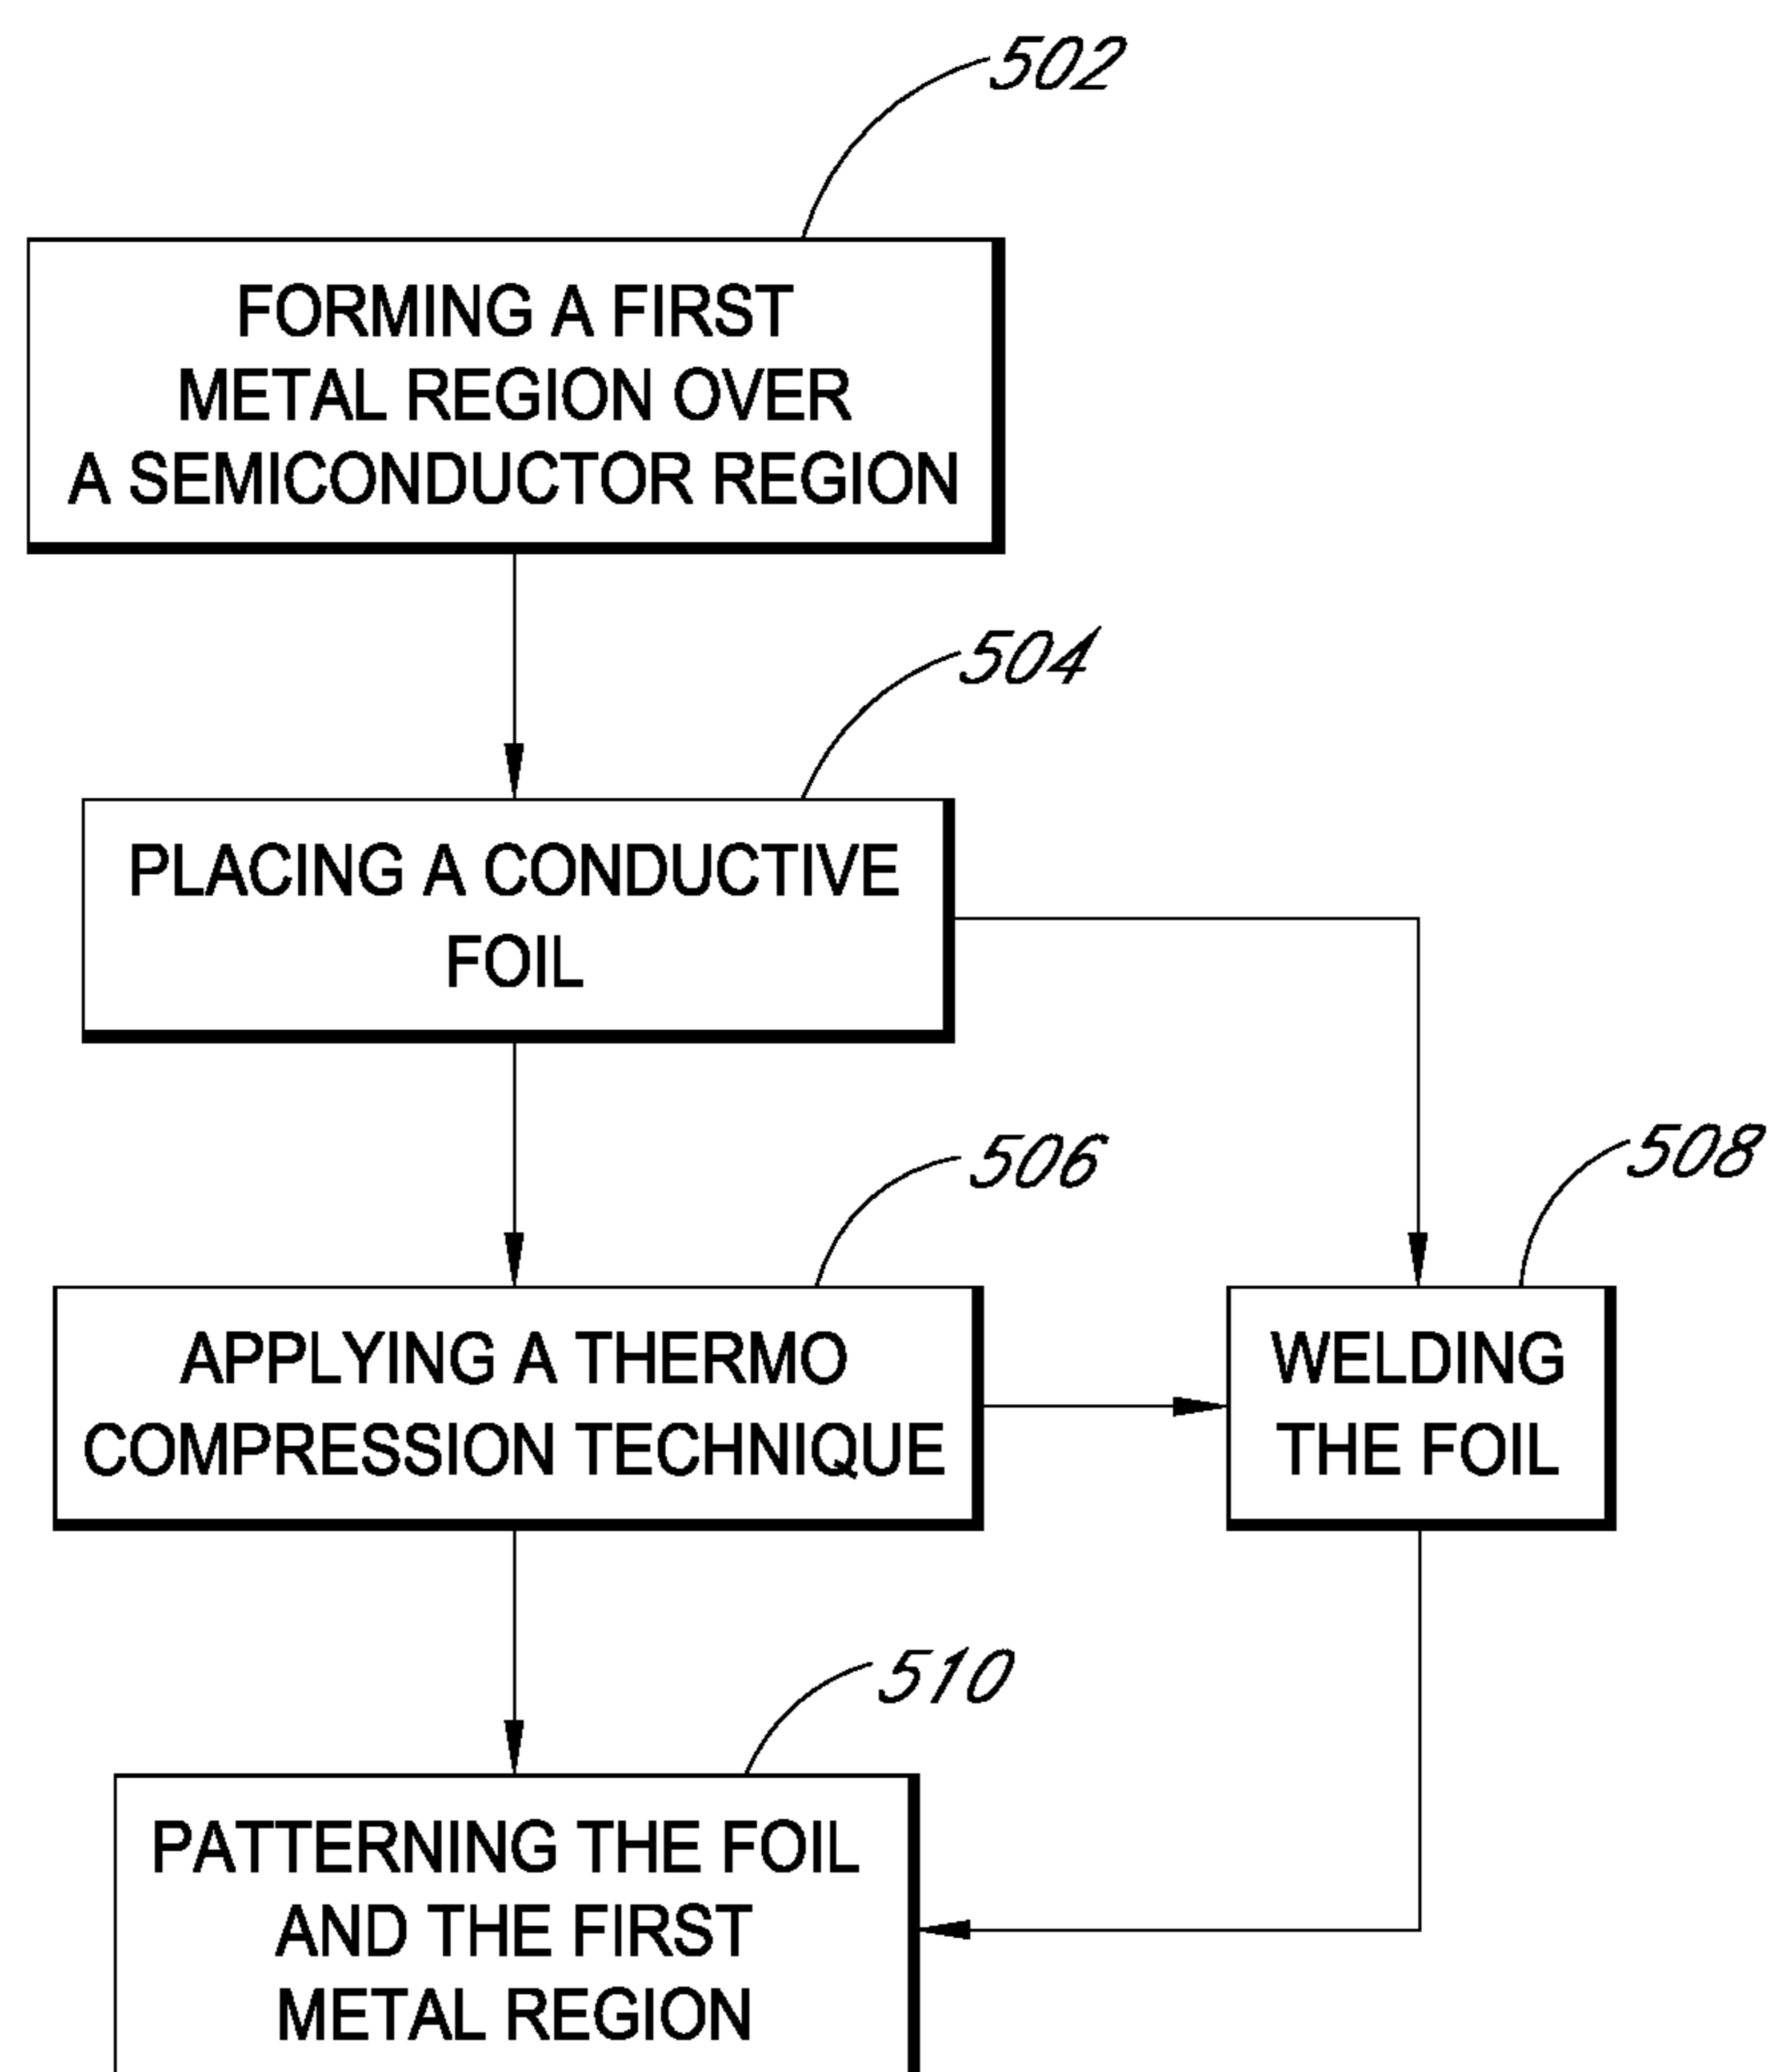 502
FORMING A FIRST
METAL REGION OVER
A SEMICONDUCTOR REGION
504
PLACING A CONDUCTIVE
FOIL
506
APPLYING A THERMO
COMPRESSION TECHNIQUE
508
WELDING
THE FOIL
510
PATTERNING THE FOIL
AND THE FIRST
METAL REGION